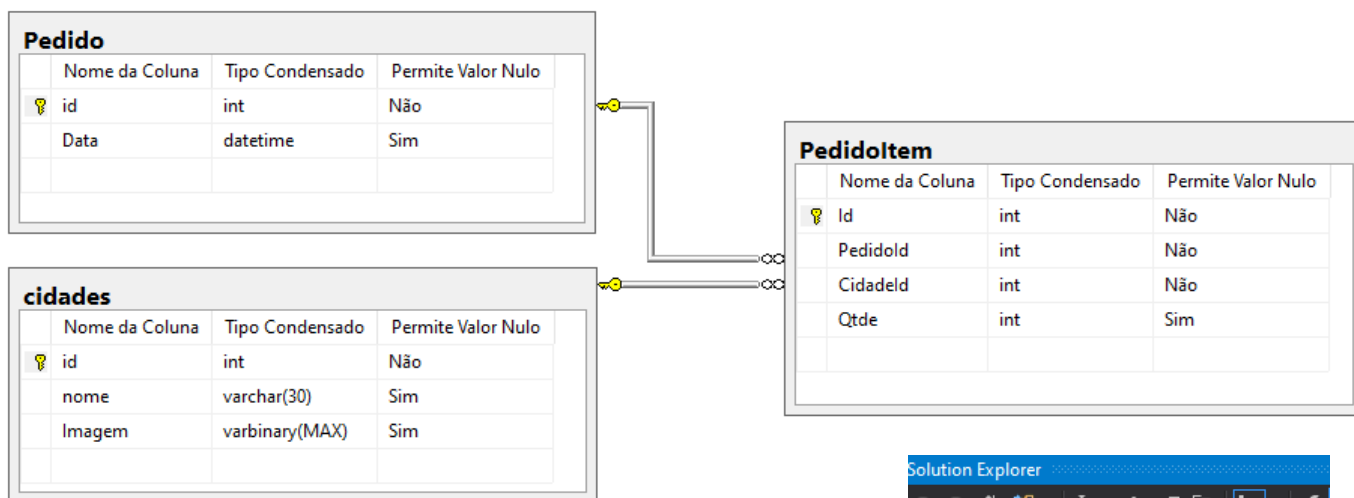 Pedido
Nome da Coluna Tipo Condensado Permite Valor Nulo
id int Não
Data datetime Sim
PedidoItem
Nome da Coluna Tipo Condensado Permite Valor Nulo
Id int Não
PedidoId int Não
CidadeId int Não
Qtde int Sim
cidades
Nome da Coluna Tipo Condensado Permite Valor Nulo
id int Não
nome varchar(30) Sim
Imagem varbinary(MAX) Sim
Solution Explorer